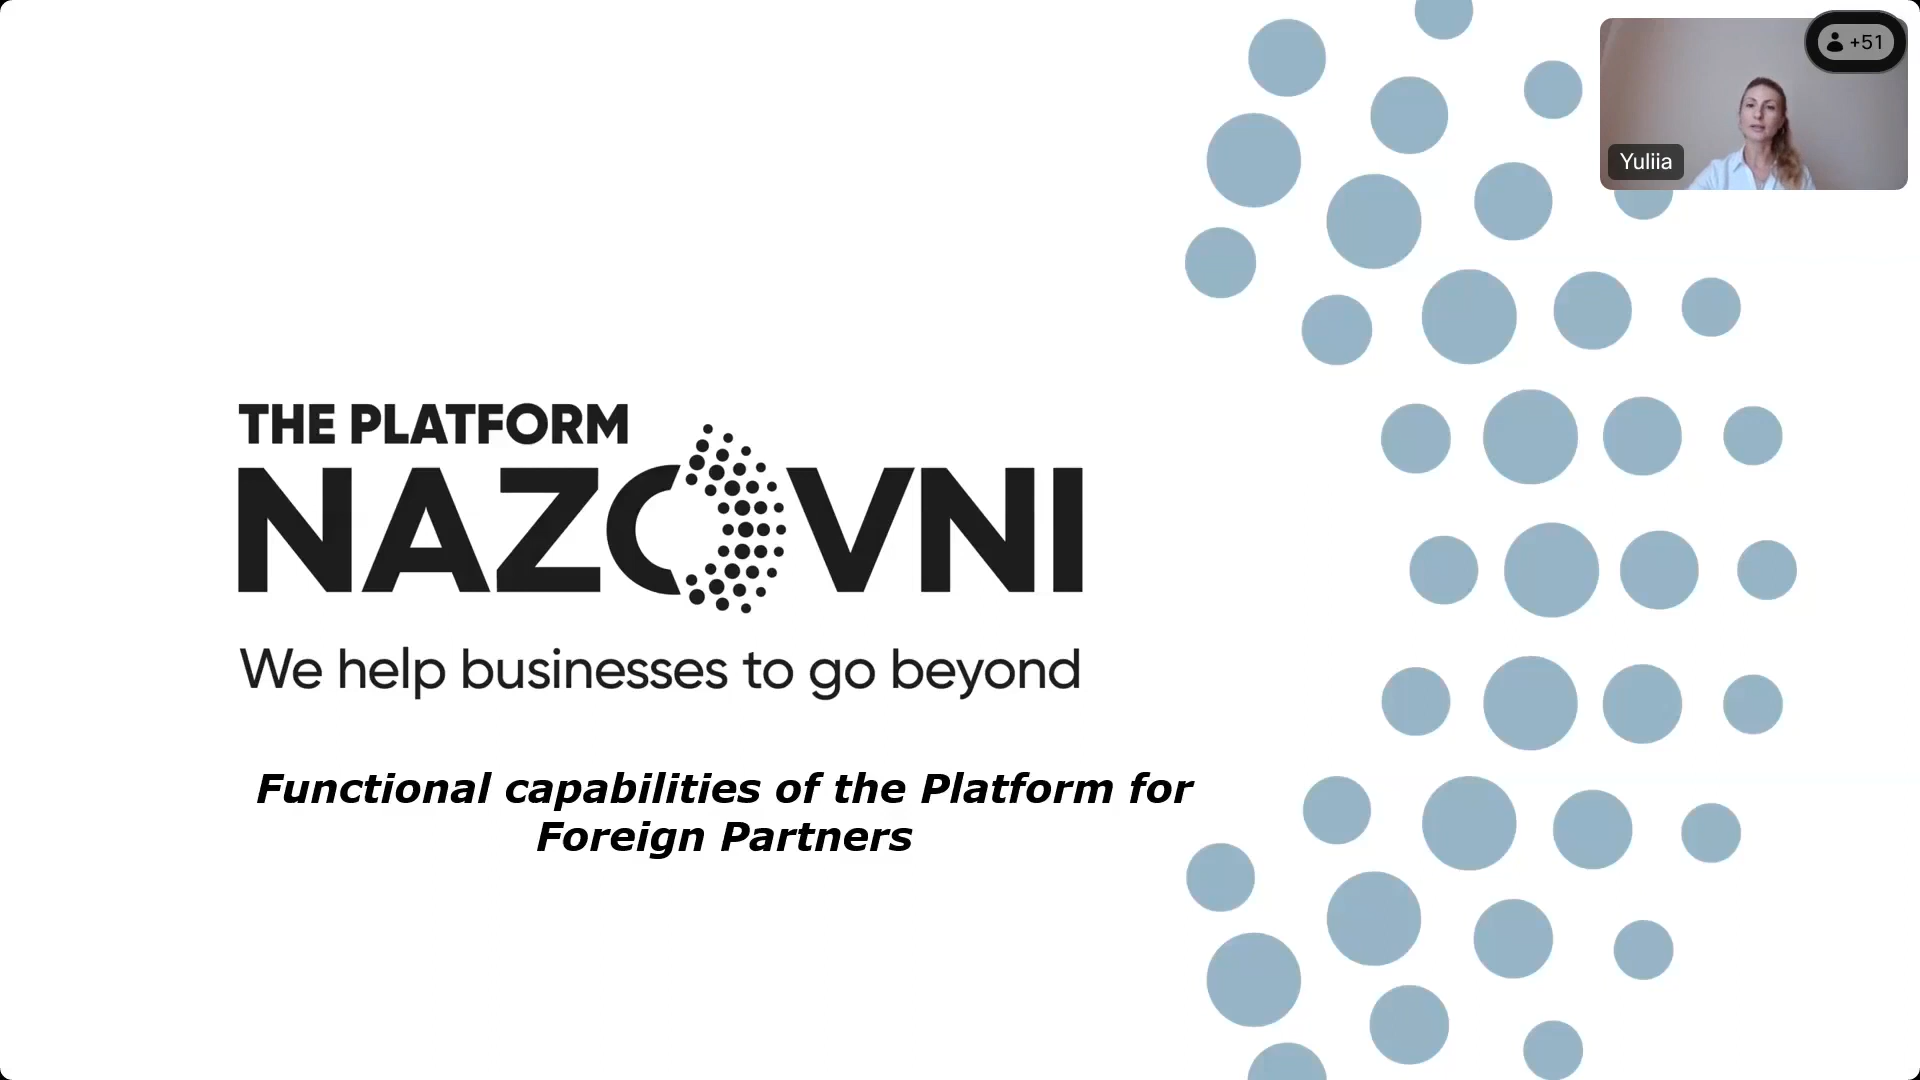 +51
Yuliia
THE PLATFORM
NAZOVNI
We help businesses to go beyond
Functional capabilities of the Platform for
Foreign Partners